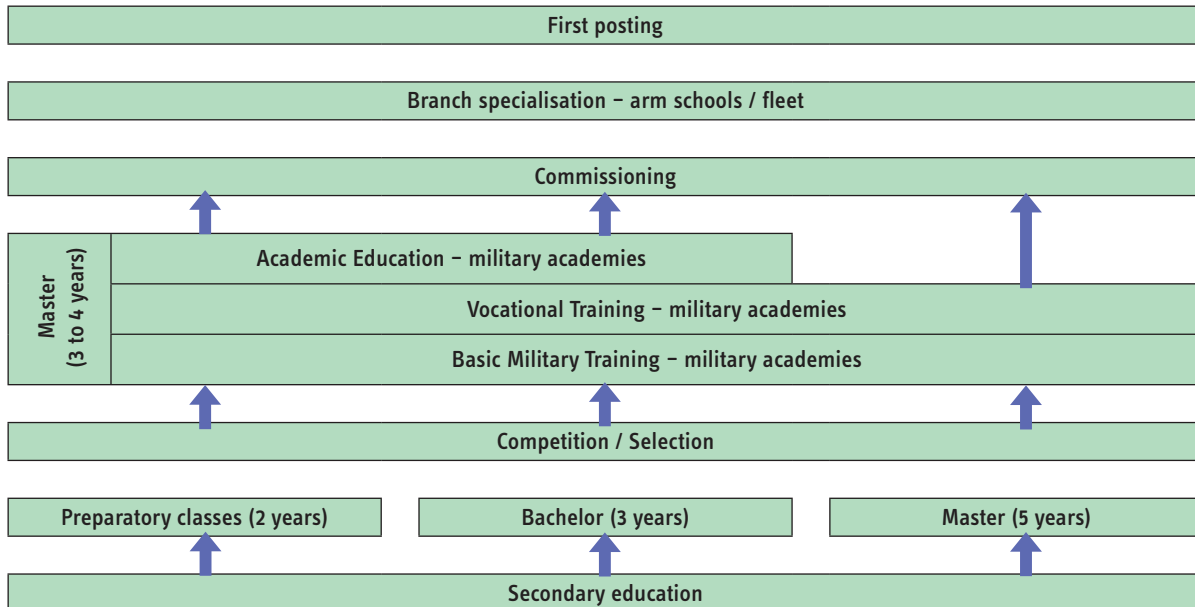 First posting
Branch specialisation – arm schools / fleet
Commissioning
Master
(3 to 4 years)
Academic Education – military academies
Vocational Training – military academies
Basic Military Training – military academies
Competition / Selection
Preparatory classes (2 years)
Bachelor (3 years)
Master (5 years)
Secondary education